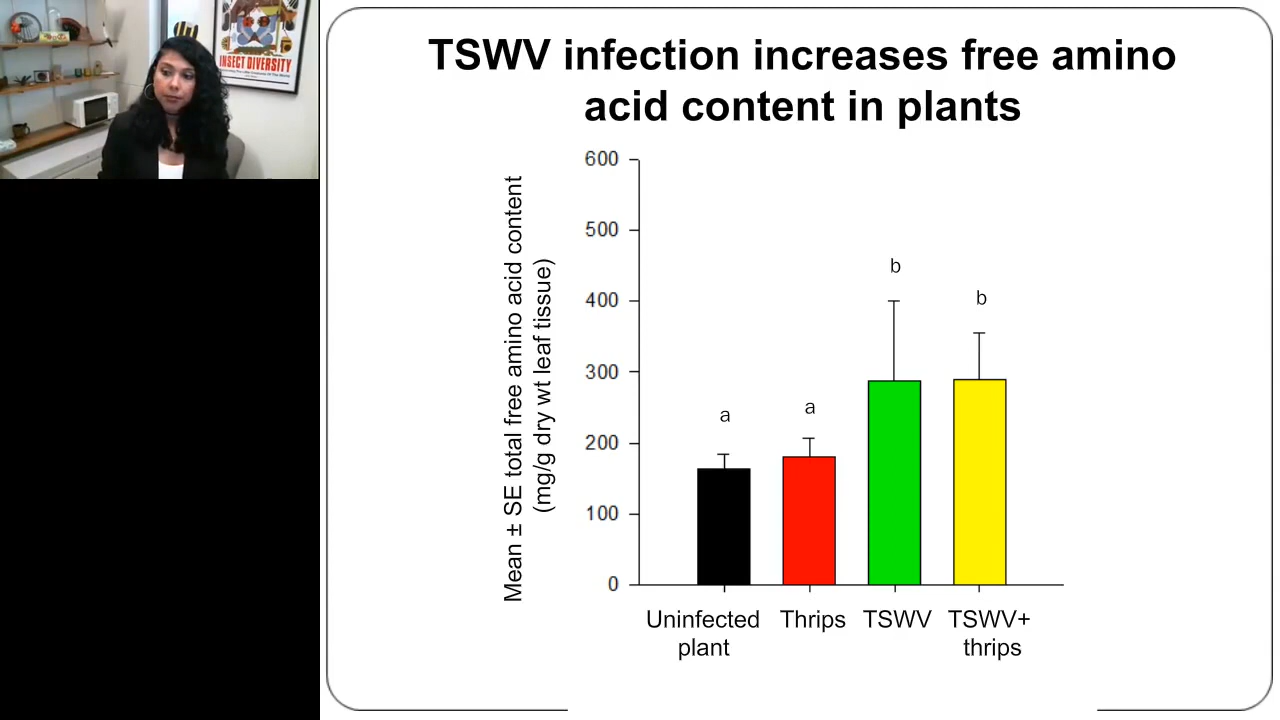 INSECT DIVERSITY
TSWV infection increases free amino
acid content in plants
Mean ± SE total free amino acid content
(mg/g dry wt leaf tissue)
600
500
400
300
200
100
0
a
a
b
b
Uninfected
plant
Thrips
TSWV
TSWV+
thrips